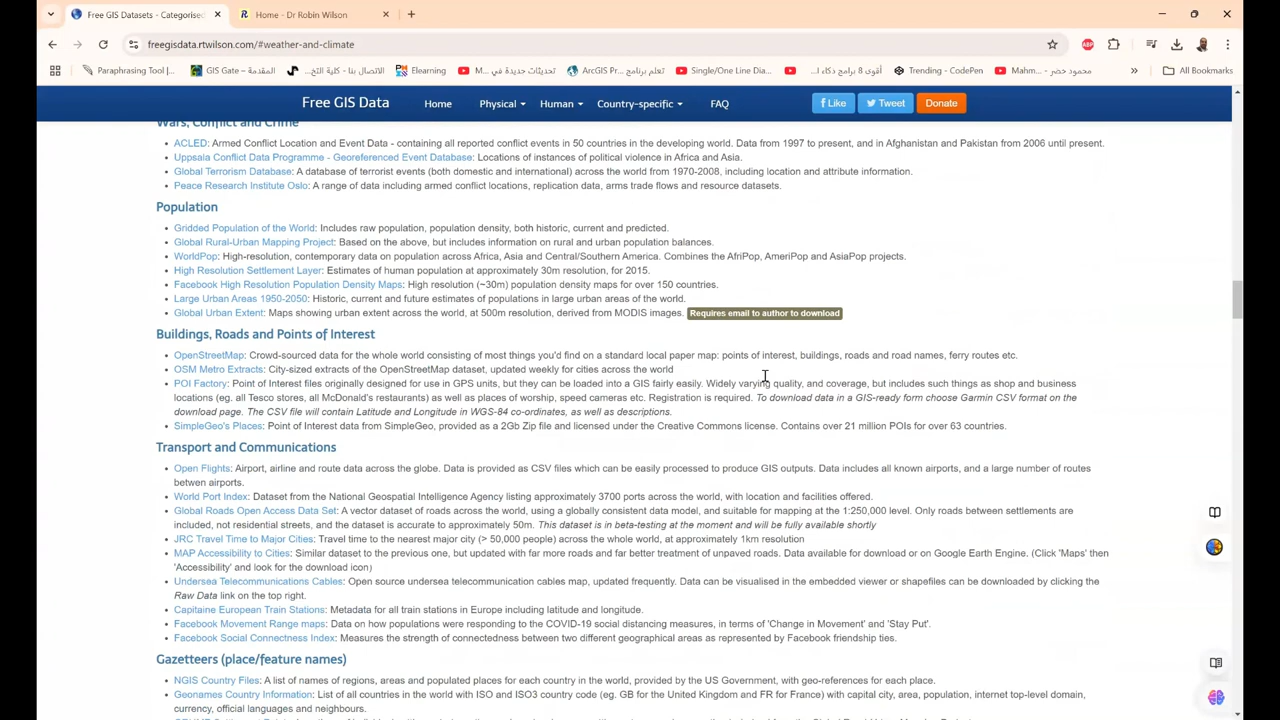 Free GIS Datasets - Categorised
Home - Dr Robin Wilson
freegisdata.rtwilson.com/#weather-and-climate
Paraphrasing Tool |...
GIS Gate – المقدمة
الاتصال بنا - كلية التخ...
Elearning
تحديثات جديدة في ...M
تعلم برنامج ...ArcGIS Pr
Single/One Line Dia...
أقوى 8 برامج ذكاء ا...
Trending - CodePen
محمود خضر - ...Mahm
All Bookmarks
Free GIS Data Home Physical Human Country-specific FAQ Like Tweet Donate
Wars, Conflict and Crime
ACLED: Armed Conflict Location and Event Data - containing all reported conflict events in 50 countries in the developing world. Data from 1997 to present, and in Afghanistan and Pakistan from 2006 until present.
Uppsala Conflict Data Programme - Georeferenced Event Database: Locations of instances of political violence in Africa and Asia.
Global Terrorism Database: A database of terrorist events (both domestic and international) across the world from 1970-2008, including location and attribute information.
Peace Research Institute Oslo: A range of data including armed conflict locations, replication data, arms trade flows and resource datasets.
Population
Gridded Population of the World: Includes raw population, population density, both historic, current and predicted.
Global Rural-Urban Mapping Project: Based on the above, but includes information on rural and urban population balances.
WorldPop: High-resolution, contemporary data on population across Africa, Asia and Central/Southern America. Combines the AfriPop, AmeriPop and AsiaPop projects.
High Resolution Settlement Layer: Estimates of human population at approximately 30m resolution, for 2015.
Facebook High Resolution Population Density Maps: High resolution (~30m) population density maps for over 150 countries.
Large Urban Areas 1950-2050: Historic, current and future estimates of populations in large urban areas of the world.
Global Urban Extent: Maps showing urban extent across the world, at 500m resolution, derived from MODIS images. Requires email to author to download
Buildings, Roads and Points of Interest
OpenStreetMap: Crowd-sourced data for the whole world consisting of most things you'd find on a standard local paper map: points of interest, buildings, roads and road names, ferry routes etc.
OSM Metro Extracts: City-sized extracts of the OpenStreetMap dataset, updated weekly for cities across the world
POI Factory: Point of Interest files originally designed for use in GPS units, but they can be loaded into a GIS fairly easily. Widely varying quality, and coverage, but includes such things as shop and business
locations (eg. all Tesco stores, all McDonald's restaurants) as well as places of worship, speed cameras etc. Registration is required. To download data in a GIS-ready form choose Garmin CSV format on the
download page. The CSV file will contain Latitude and Longitude in WGS-84 co-ordinates, as well as descriptions.
SimpleGeo's Places: Point of Interest data from SimpleGeo, provided as a 2Gb Zip file and licensed under the Creative Commons license. Contains over 21 million POIs for over 63 countries.
Transport and Communications
Open Flights: Airport, airline and route data across the globe. Data is provided as CSV files which can be easily processed to produce GIS outputs. Data includes all known airports, and a large number of routes
betwen airports.
World Port Index: Dataset from the National Geospatial Intelligence Agency listing approximately 3700 ports across the world, with location and facilities offered.
Global Roads Open Access Data Set: A vector dataset of roads across the world, using a globally consistent data model, and suitable for mapping at the 1:250,000 level. Only roads between settlements are
included, not residential streets, and the dataset is accurate to approximately 50m. This dataset is in beta-testing at the moment and will be fully available shortly
JRC Travel Time to Major Cities: Travel time to the nearest major city (> 50,000 people) across the whole world, at approximately 1km resolution
MAP Accessibility to Cities: Similar dataset to the previous one, but updated with far more roads and far better treatment of unpaved roads. Data available for download or on Google Earth Engine. (Click 'Maps' then
'Accessibility' and look for the download icon)
Undersea Telecommunications Cables: Open source undersea telecommunication cables map, updated frequently. Data can be visualised in the embedded viewer or shapefiles can be downloaded by clicking the
Raw Data link on the top right.
Capitaine European Train Stations: Metadata for all train stations in Europe including latitude and longitude.
Facebook Movement Range maps: Data on how populations were responding to the COVID-19 social distancing measures, in terms of 'Change in Movement' and 'Stay Put'.
Facebook Social Connectness Index: Measures the strength of connectedness between two different geographical areas as represented by Facebook friendship ties.
Gazetteers (place/feature names)
NGIS Country Files: A list of names of regions, areas and populated places for each country in the world, provided by the US Government, with geo-references for each place.
Geonames Country Information: List of all countries in the world with ISO and ISO3 country code (eg. GB for the United Kingdom and FR for France) with capital city, area, population, internet top-level domain,
currency, official languages and neighbours.